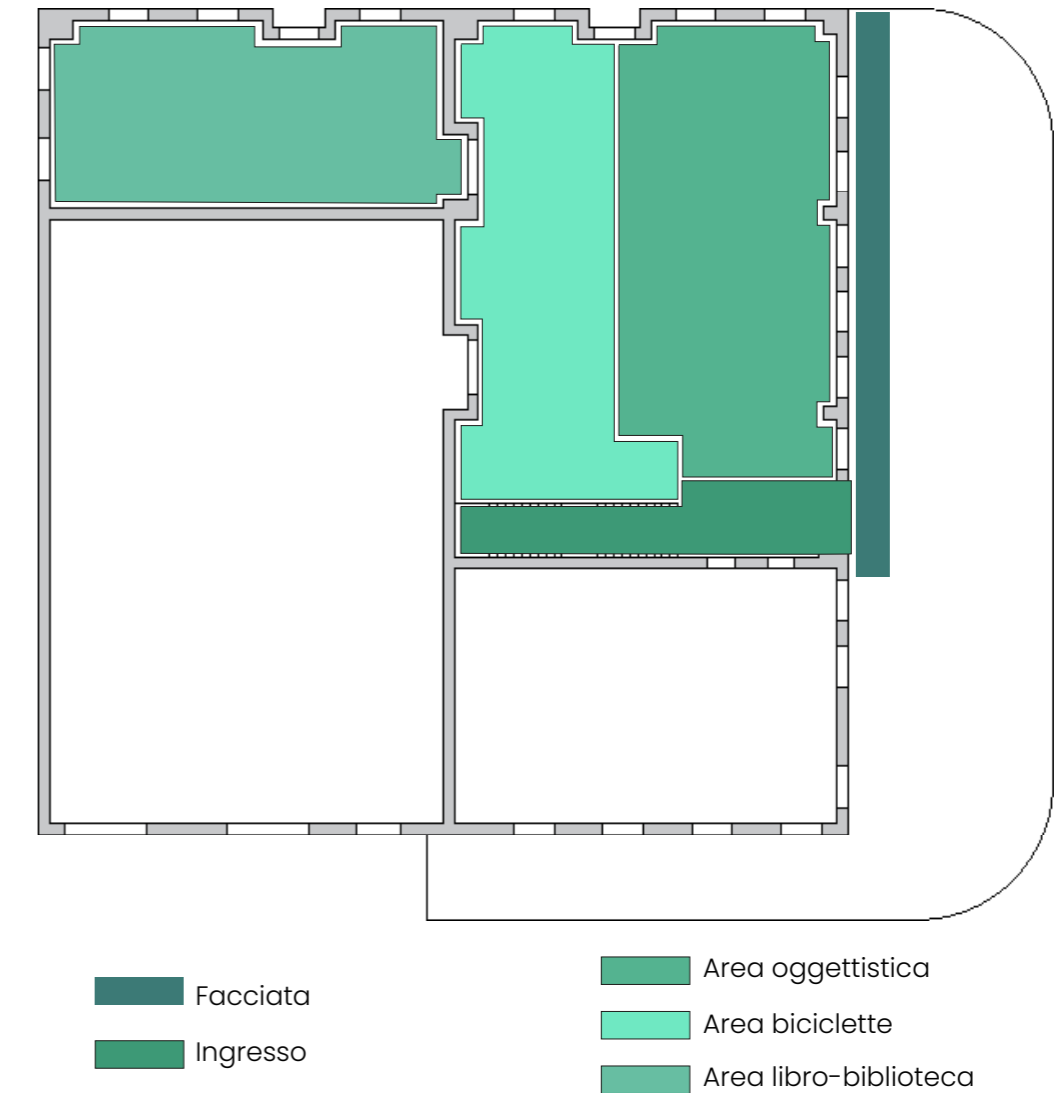 Facciata
Ingresso
Area oggettistica
Area biciclette
Area libro-biblioteca